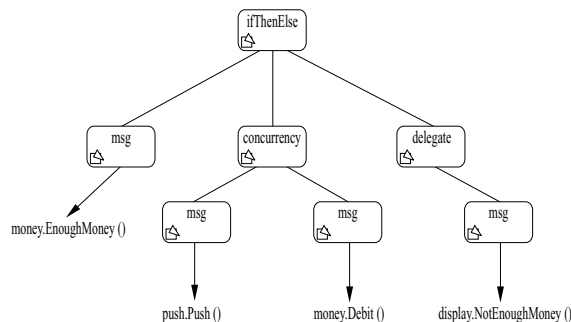 ifThenElse
msg
concurrency
delegate
money.EnoughMoney ()
msg
msg
msg
push.Push ()
money.Debit ()
display.NotEnoughMoney ()